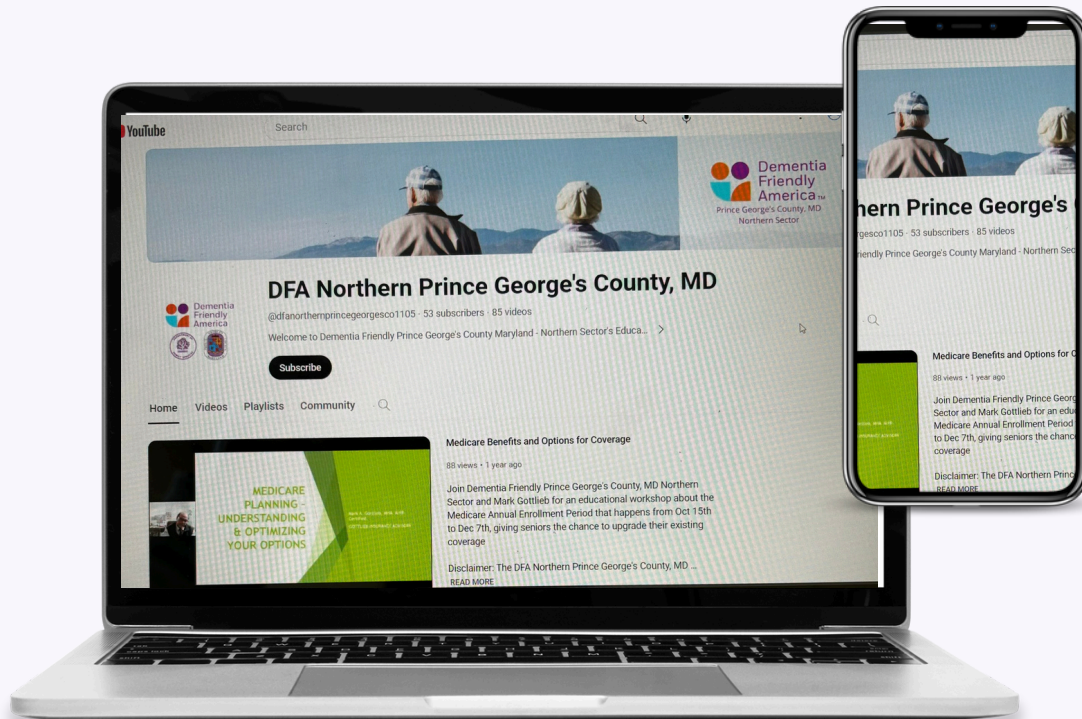 YouTube
Search
Dementia
Friendly
America™
Prince George's County, MD
Northern Sector
DFA Northern Prince George's County, MD
@dfanorthernprincegeorgesco1105 · 53 subscribers · 85 videos
Welcome to Dementia Friendly Prince George's County Maryland - Northern Sector's Educa...
Dementia
Friendly
America
Subscribe
Home Videos Playlists Community
MEDICARE
PLANNING -
UNDERSTANDING
& OPTIMIZING
YOUR OPTIONS
Medicare Benefits and Options for Coverage
88 views • 1 year ago
Join Dementia Friendly Prince George's County, MD Northern
Sector and Mark Gottlieb for an educational workshop about the
Medicare Annual Enrollment Period that happens from Oct 15th
to Dec 7th, giving seniors the chance to upgrade their existing
coverage
Disclaimer: The DFA Northern Prince George's County, MD ...
READ MORE
hern Prince George's
rgesco1105 · 53 subscribers · 85 videos
riendly Prince George's County Maryland - Northern Sec
Medicare Benefits and Options for C
88 views • 1 year ago
Join Dementia Friendly Prince Georg
Sector and Mark Gottlieb for an edu
Medicare Annual Enrollment Period
to Dec 7th, giving seniors the chanc
coverage
Disclaimer: The DFA Northern Princ
READ MORE